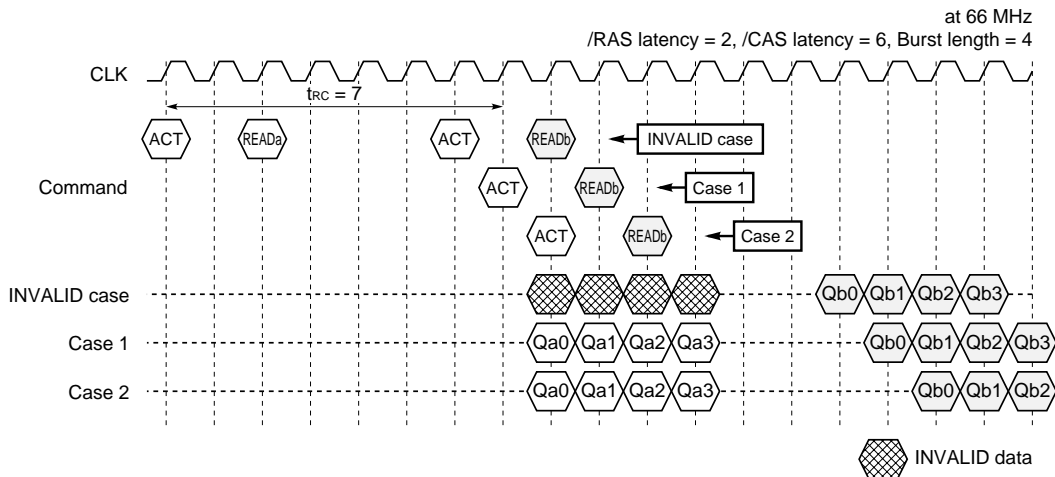 at 66 MHz
/RAS latency = 2, /CAS latency = 6, Burst length = 4
CLK
tRC = 7
ACT READa ACT READb INVALID case
Command ACT READb Case 1
ACT READb Case 2
INVALID case Qb0 Qb1 Qb2 Qb3
Case 1 Qa0 Qa1 Qa2 Qa3 Qb0 Qb1 Qb2 Qb3
Case 2 Qa0 Qa1 Qa2 Qa3 Qb0 Qb1 Qb2
INVALID data